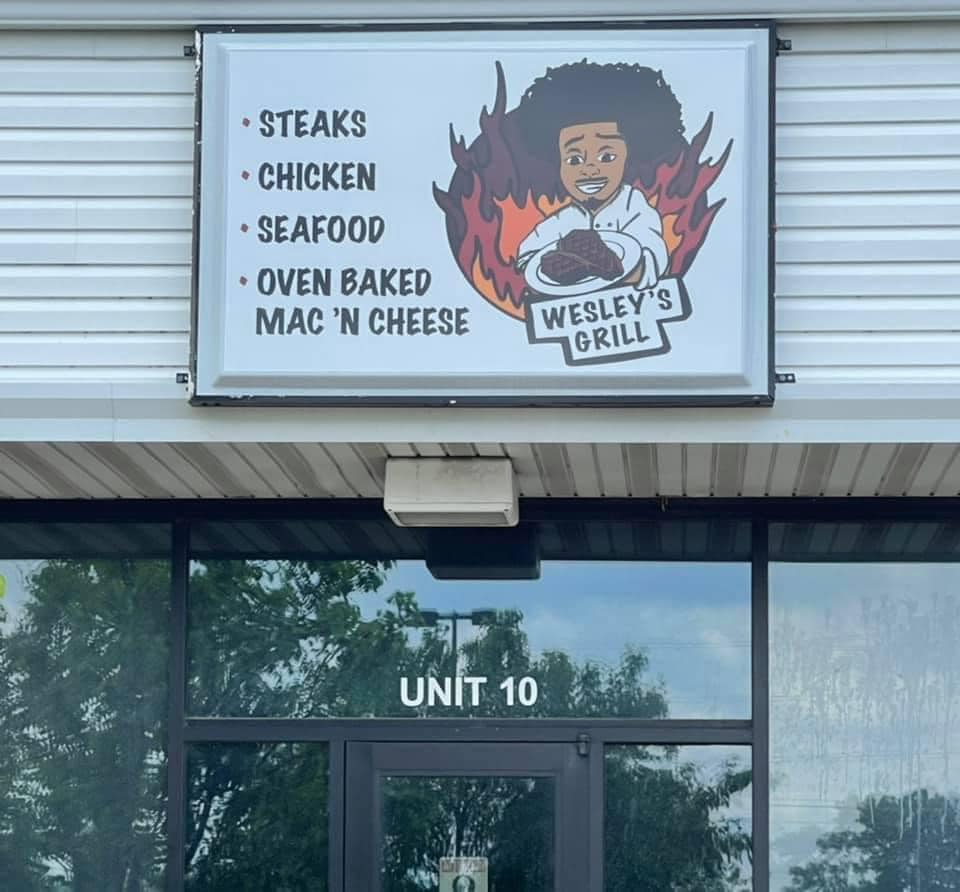 • STEAKS
• CHICKEN
• SEAFOOD
• OVEN BAKED
MAC 'N CHEESE
WESLEY'S
GRILL
UNIT 10